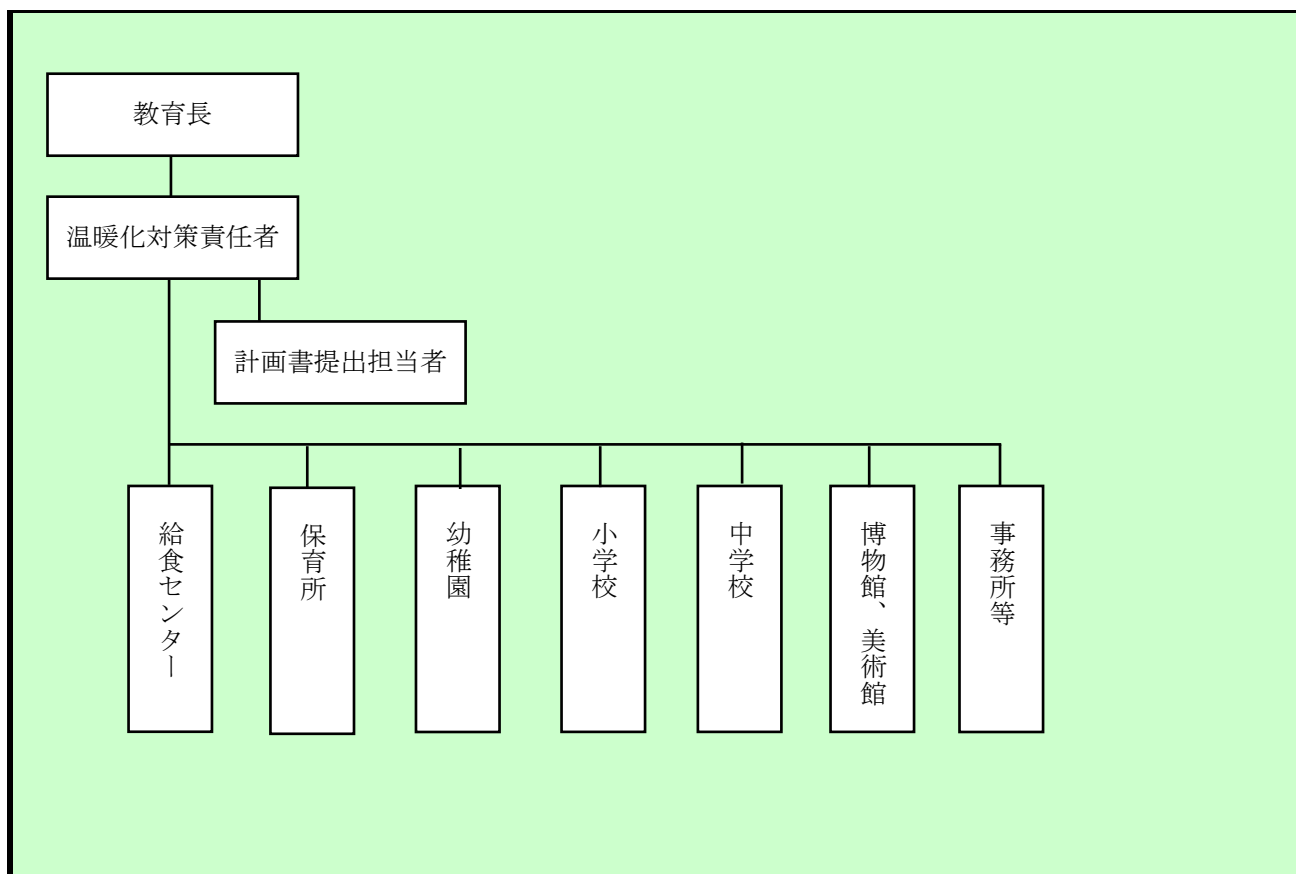 教育長
温暖化対策責任者
計画書提出担当者
給食センター
保育所
幼稚園
小学校
中学校
博物館、美術館
事務所等